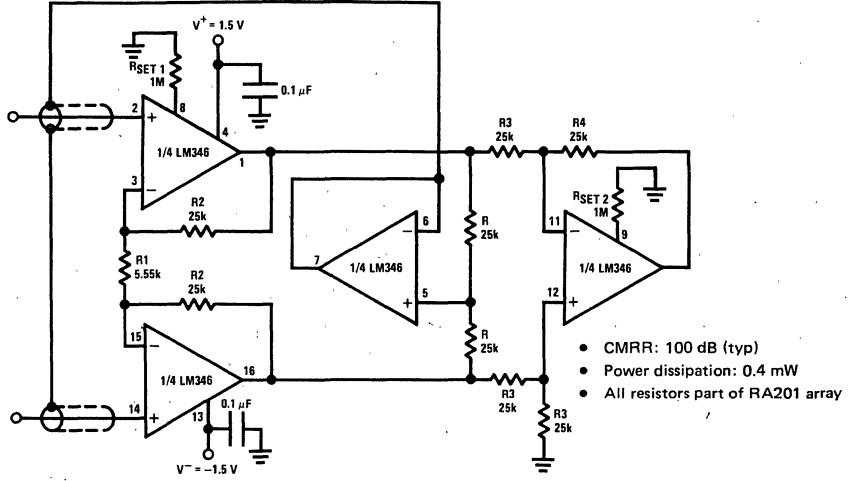 V+ = 1.5 V
RSET 1
1M
8
0.1 μF
2
+
4
1/4 LM346
1
3
−
R2
25k
R1
5.55k
R2
25k
15
−
1/4 LM346
16
14
+
13
0.1 μF
V− = −1.5 V
R3
25k
R4
25k
R
25k
7
6
−
1/4 LM346
5
+
R
25k
RSET 2
1M
9
11
−
1/4 LM346
12
+
R3
25k
R3
25k
• CMRR: 100 dB (typ)
• Power dissipation: 0.4 mW
• All resistors part of RA201 array